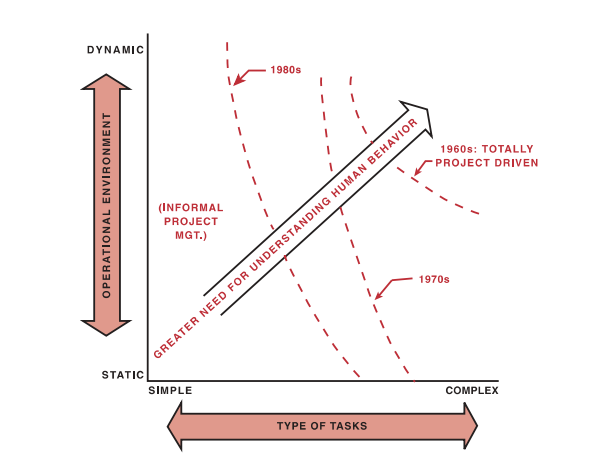 DYNAMIC
1980s
OPERATIONAL ENVIRONMENT
GREATER NEED FOR UNDERSTANDING HUMAN BEHAVIOR
1960s: TOTALLY
PROJECT DRIVEN
(INFORMAL
PROJECT
MGT.)
1970s
STATIC
SIMPLE
COMPLEX
TYPE OF TASKS